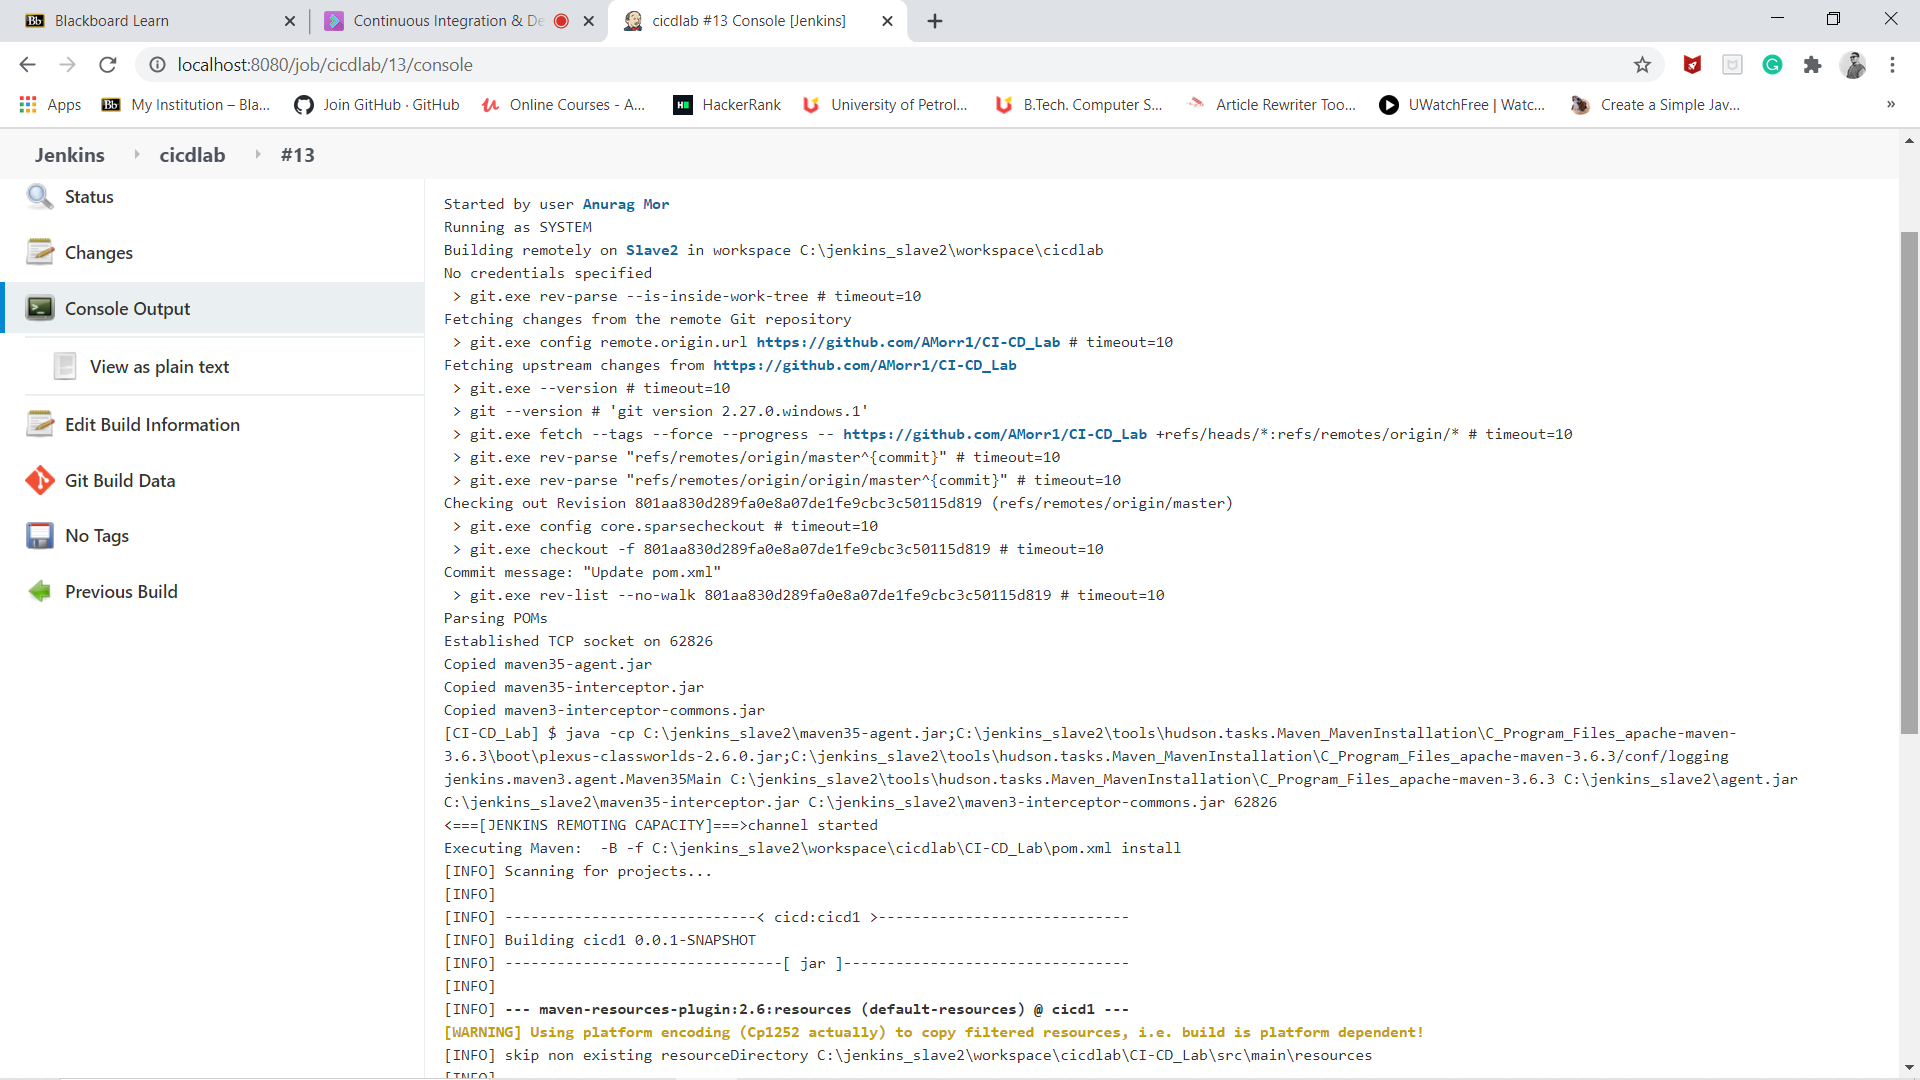 Blackboard Learn
Continuous Integration & De
cicdlab #13 Console [Jenkins]
localhost:8080/job/cicdlab/13/console
Apps
My Institution – Bla...
Join GitHub · GitHub
Online Courses - A...
HackerRank
University of Petrol...
B.Tech. Computer S...
Article Rewriter Too...
UWatchFree | Watc...
Create a Simple Jav...
»
Jenkins
cicdlab
#13
Status
Changes
Console Output
View as plain text
Edit Build Information
Git Build Data
No Tags
Previous Build
Started by user Anurag Mor
Running as SYSTEM
Building remotely on Slave2 in workspace C:\jenkins_slave2\workspace\cicdlab
No credentials specified
> git.exe rev-parse --is-inside-work-tree # timeout=10
Fetching changes from the remote Git repository
> git.exe config remote.origin.url https://github.com/AMorr1/CI-CD_Lab # timeout=10
Fetching upstream changes from https://github.com/AMorr1/CI-CD_Lab
> git.exe --version # timeout=10
> git --version # 'git version 2.27.0.windows.1'
> git.exe fetch --tags --force --progress -- https://github.com/AMorr1/CI-CD_Lab +refs/heads/*:refs/remotes/origin/* # timeout=10
> git.exe rev-parse "refs/remotes/origin/master^{commit}" # timeout=10
> git.exe rev-parse "refs/remotes/origin/origin/master^{commit}" # timeout=10
Checking out Revision 801aa830d289fa0e8a07de1fe9cbc3c50115d819 (refs/remotes/origin/master)
> git.exe config core.sparsecheckout # timeout=10
> git.exe checkout -f 801aa830d289fa0e8a07de1fe9cbc3c50115d819 # timeout=10
Commit message: "Update pom.xml"
> git.exe rev-list --no-walk 801aa830d289fa0e8a07de1fe9cbc3c50115d819 # timeout=10
Parsing POMs
Established TCP socket on 62826
Copied maven35-agent.jar
Copied maven35-interceptor.jar
Copied maven3-interceptor-commons.jar
[CI-CD_Lab] $ java -cp C:\jenkins_slave2\maven35-agent.jar;C:\jenkins_slave2\tools\hudson.tasks.Maven_MavenInstallation\C_Program_Files_apache-maven-
3.6.3\boot\plexus-classworlds-2.6.0.jar;C:\jenkins_slave2\tools\hudson.tasks.Maven_MavenInstallation\C_Program_Files_apache-maven-3.6.3/conf/logging
jenkins.maven3.agent.Maven35Main C:\jenkins_slave2\tools\hudson.tasks.Maven_MavenInstallation\C_Program_Files_apache-maven-3.6.3 C:\jenkins_slave2\agent.jar
C:\jenkins_slave2\maven35-interceptor.jar C:\jenkins_slave2\maven3-interceptor-commons.jar 62826
<===[JENKINS REMOTING CAPACITY]===>channel started
Executing Maven:  -B -f C:\jenkins_slave2\workspace\cicdlab\CI-CD_Lab\pom.xml install
[INFO] Scanning for projects...
[INFO]
[INFO] -----------------------------< cicd:cicd1 >-----------------------------
[INFO] Building cicd1 0.0.1-SNAPSHOT
[INFO] --------------------------------[ jar ]---------------------------------
[INFO]
[INFO] --- maven-resources-plugin:2.6:resources (default-resources) @ cicd1 ---
[WARNING] Using platform encoding (Cp1252 actually) to copy filtered resources, i.e. build is platform dependent!
[INFO] skip non existing resourceDirectory C:\jenkins_slave2\workspace\cicdlab\CI-CD_Lab\src\main\resources
[INFO]